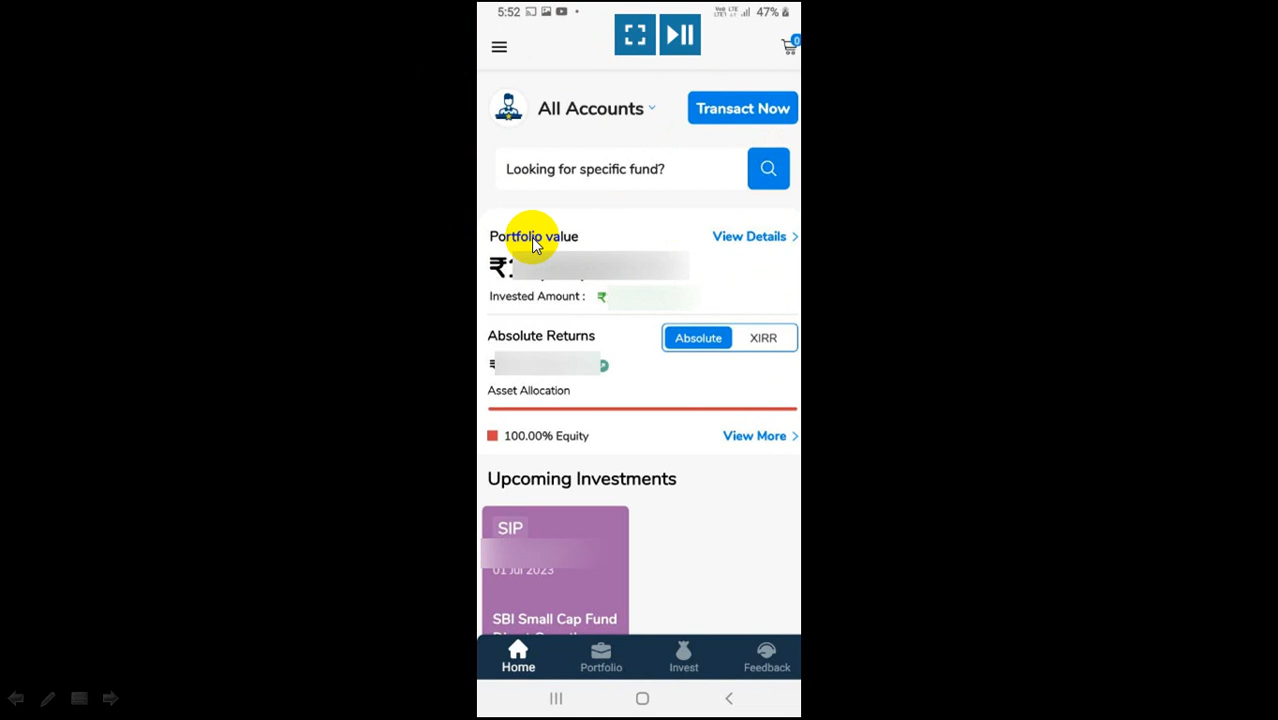 5:52
47%
0
All Accounts
Transact Now
Looking for specific fund?
Portfolio value
View Details
₹1
Invested Amount : ₹
Absolute Returns
Absolute
XIRR
₹
Asset Allocation
100.00% Equity
View More
Upcoming Investments
SIP
01 Jul 2023
SBI Small Cap Fund
Home
Portfolio
Invest
Feedback